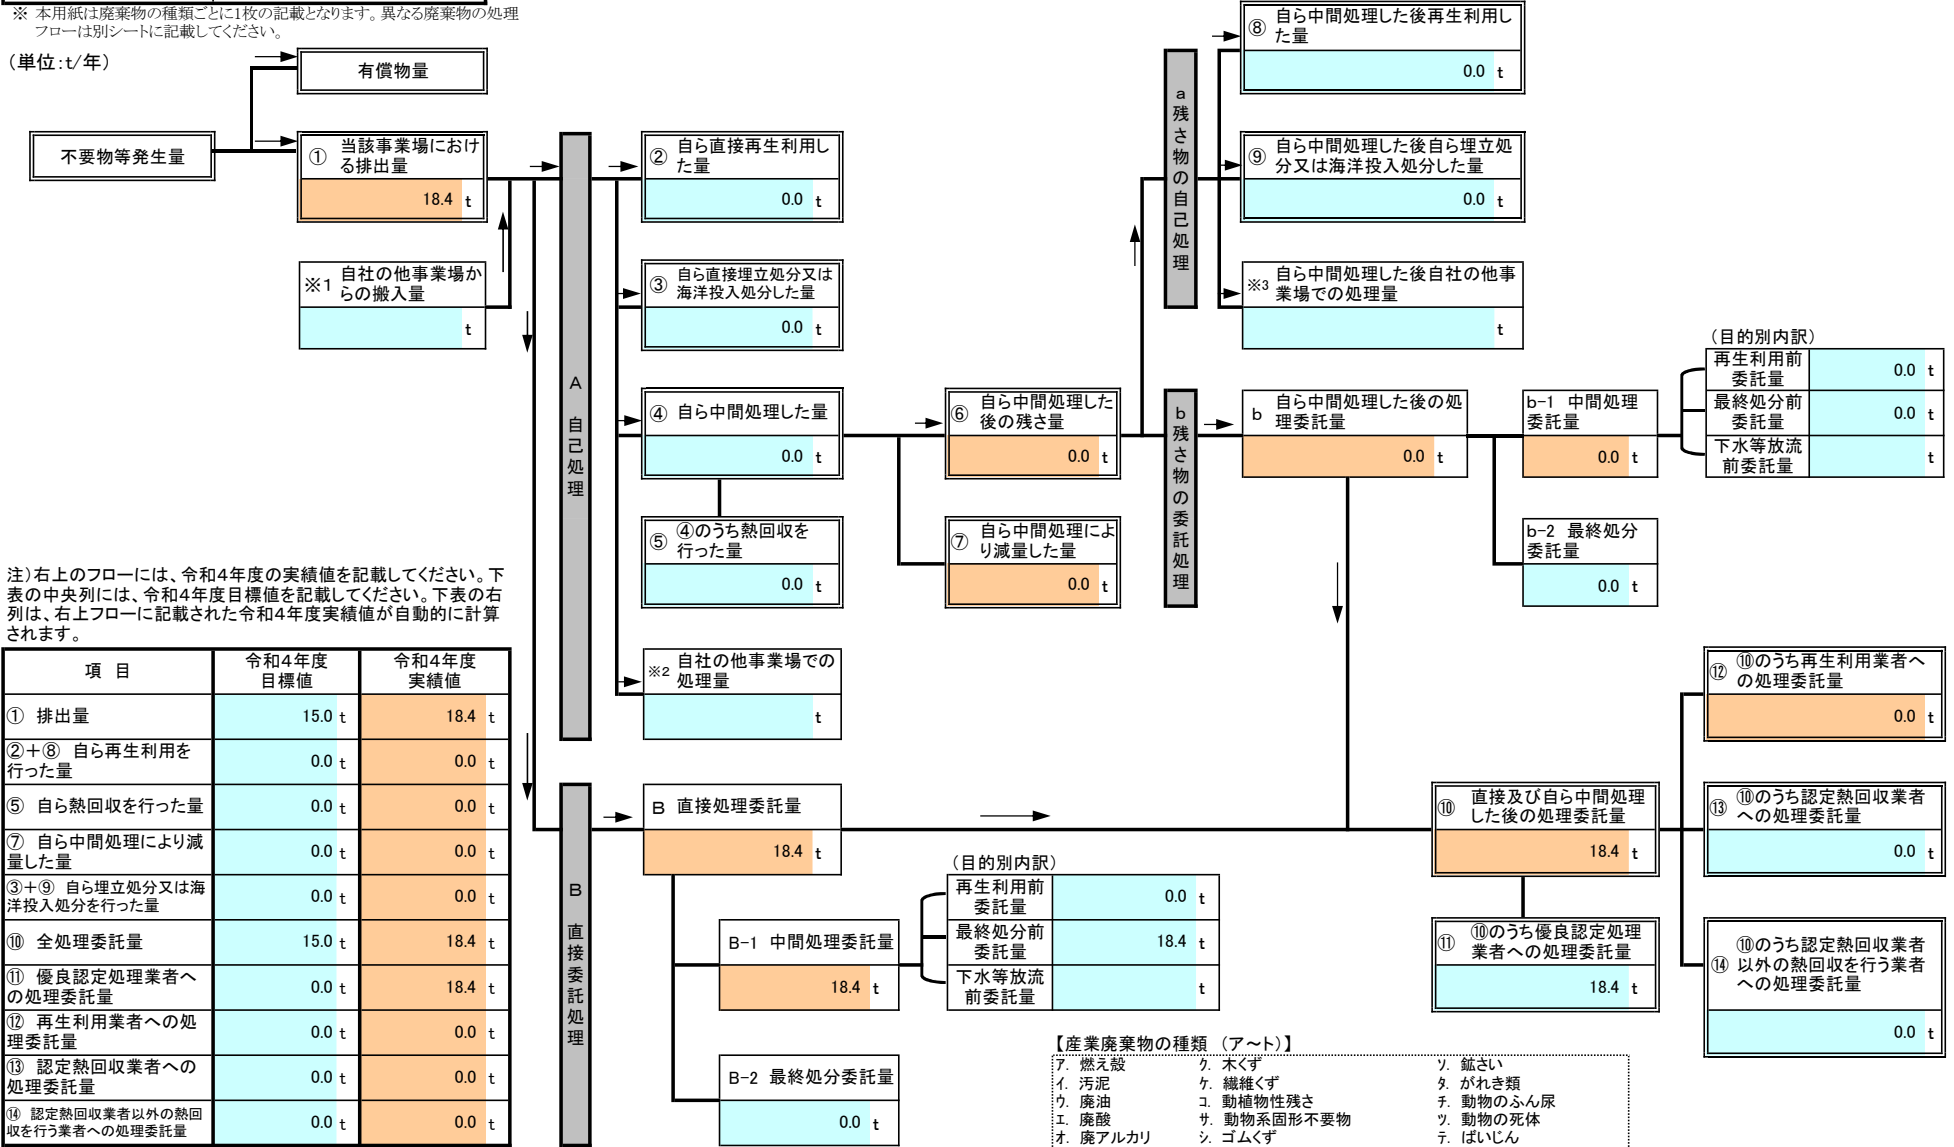 ※ 本用紙は廃棄物の種類ごとに1枚の記載となります。異なる廃棄物の処理
フローは別シートに記載してください。
(単位:t/年)
有償物量
不要物等発生量
① 当該事業場におけ
る排出量
18.4 t
※1 自社の他事業場か
らの搬入量
t
A 自己処理
② 自ら直接再生利用し
た量
0.0 t
③ 自ら直接埋立処分又は
海洋投入処分した量
0.0 t
④ 自ら中間処理した量
0.0 t
⑤ ④のうち熱回収を
行った量
0.0 t
※2 自社の他事業場での
処理量
t
⑥ 自ら中間処理した
後の残さ量
0.0 t
⑦ 自ら中間処理によ
り減量した量
0.0 t
a 残さ物の自己処理
⑧ 自ら中間処理した後再生利用し
た量
0.0 t
⑨ 自ら中間処理した後自ら埋立処
分又は海洋投入処分した量
0.0 t
※3 自ら中間処理した後自社の他事
業場での処理量
t
b 残さ物の委託処理
b 自ら中間処理した後の処
理委託量
0.0 t
b-1 中間処理
委託量
0.0 t
b-2 最終処分
委託量
0.0 t
(目的別内訳)
再生利用前
委託量
0.0 t
最終処分前
委託量
0.0 t
下水等放流
前委託量
t
注)右上のフローには、令和4年度の実績値を記載してください。下
表の中央列には、令和4年度目標値を記載してください。下表の右
列は、右上フローに記載された令和4年度実績値が自動的に計算
されます。
項 目
令和4年度
目標値
令和4年度
実績値
① 排出量
15.0 t
18.4 t
②+⑧ 自ら再生利用を
行った量
0.0 t
0.0 t
⑤ 自ら熱回収を行った量
0.0 t
0.0 t
⑦ 自ら中間処理により減
量した量
0.0 t
0.0 t
③+⑨ 自ら埋立処分又は海
洋投入処分を行った量
0.0 t
0.0 t
⑩ 全処理委託量
15.0 t
18.4 t
⑪ 優良認定処理業者へ
の処理委託量
0.0 t
18.4 t
⑫ 再生利用業者への処
理委託量
0.0 t
0.0 t
⑬ 認定熱回収業者への
処理委託量
0.0 t
0.0 t
⑭ 認定熱回収業者以外の熱回
収を行う業者への処理委託量
0.0 t
0.0 t
B 直接委託処理
B 直接処理委託量
18.4 t
B-1 中間処理委託量
18.4 t
B-2 最終処分委託量
0.0 t
(目的別内訳)
再生利用前
委託量
0.0 t
最終処分前
委託量
18.4 t
下水等放流
前委託量
t
⑩ 直接及び自ら中間処理
した後の処理委託量
18.4 t
⑪ ⑩のうち優良認定処理
業者への処理委託量
18.4 t
⑫ ⑩のうち再生利用業者へ
の処理委託量
0.0 t
⑬ ⑩のうち認定熱回収業者
への処理委託量
0.0 t
⑭ ⑩のうち認定熱回収業者
以外の熱回収を行う業者
への処理委託量
0.0 t
【産業廃棄物の種類 (ア~ト)】
ア. 燃え殻 ク. 木くず ソ. 鉱さい
イ. 汚泥 ケ. 繊維くず タ. がれき類
ウ. 廃油 コ. 動植物性残さ チ. 動物のふん尿
エ. 廃酸 サ. 動物系固形不要物 ツ. 動物の死体
オ. 廃アルカリ シ. ゴムくず テ. ばいじん